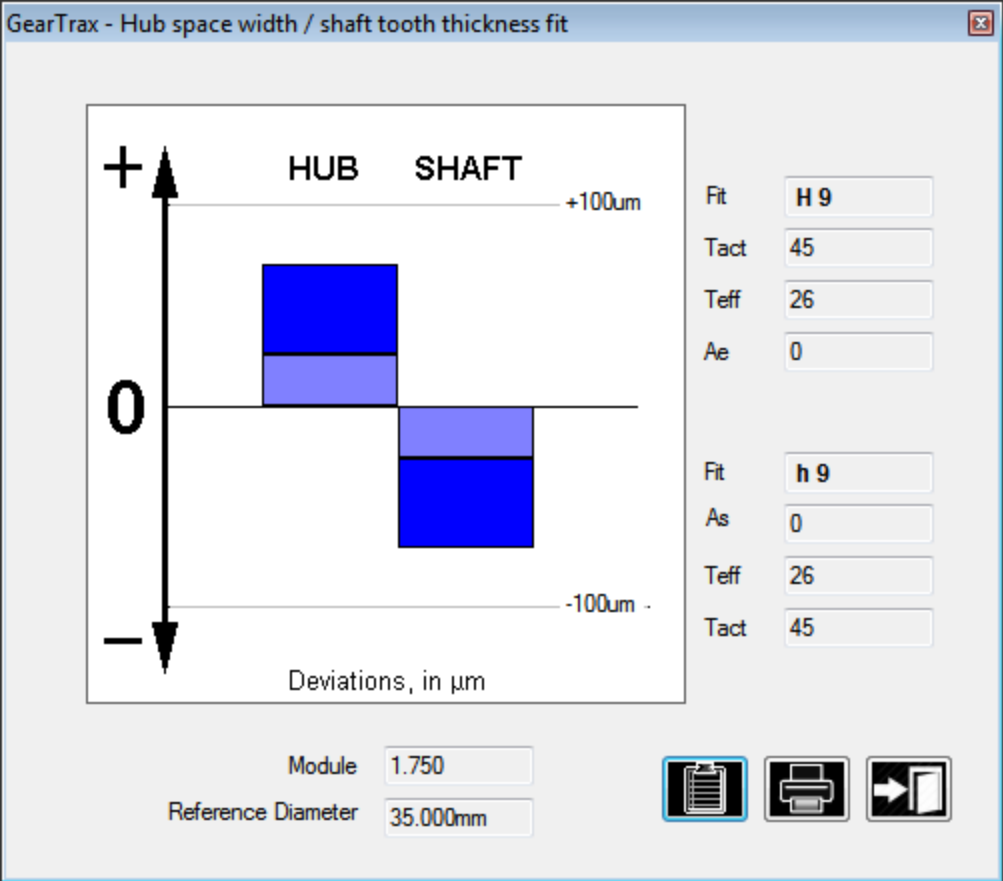 GearTrax - Hub space width / shaft tooth thickness fit
+
HUB SHAFT
+100um
0
-100um -
–
Deviations, in µm
Fit H 9
Tact 45
Teff 26
Ae 0
Fit h 9
As 0
Teff 26
Tact 45
Module 1.750
Reference Diameter 35.000mm